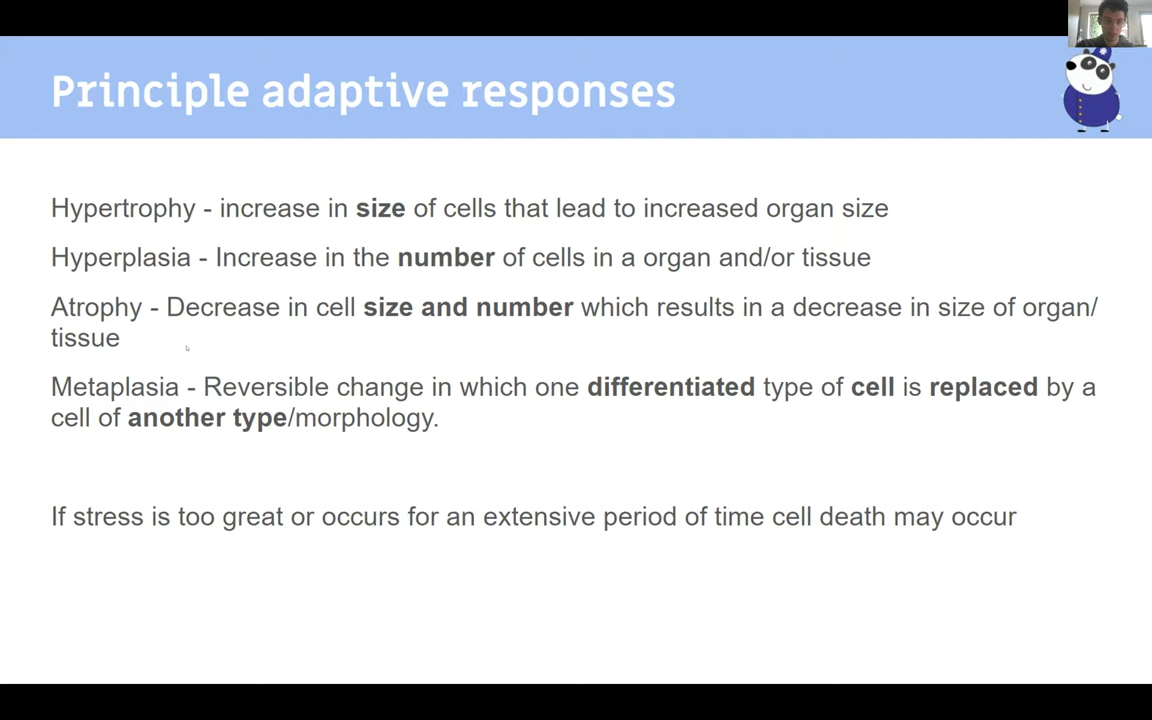 Principle adaptive responses
Hypertrophy - increase in size of cells that lead to increased organ size
Hyperplasia - Increase in the number of cells in a organ and/or tissue
Atrophy - Decrease in cell size and number which results in a decrease in size of organ/
tissue
Metaplasia - Reversible change in which one differentiated type of cell is replaced by a
cell of another type/morphology.
If stress is too great or occurs for an extensive period of time cell death may occur